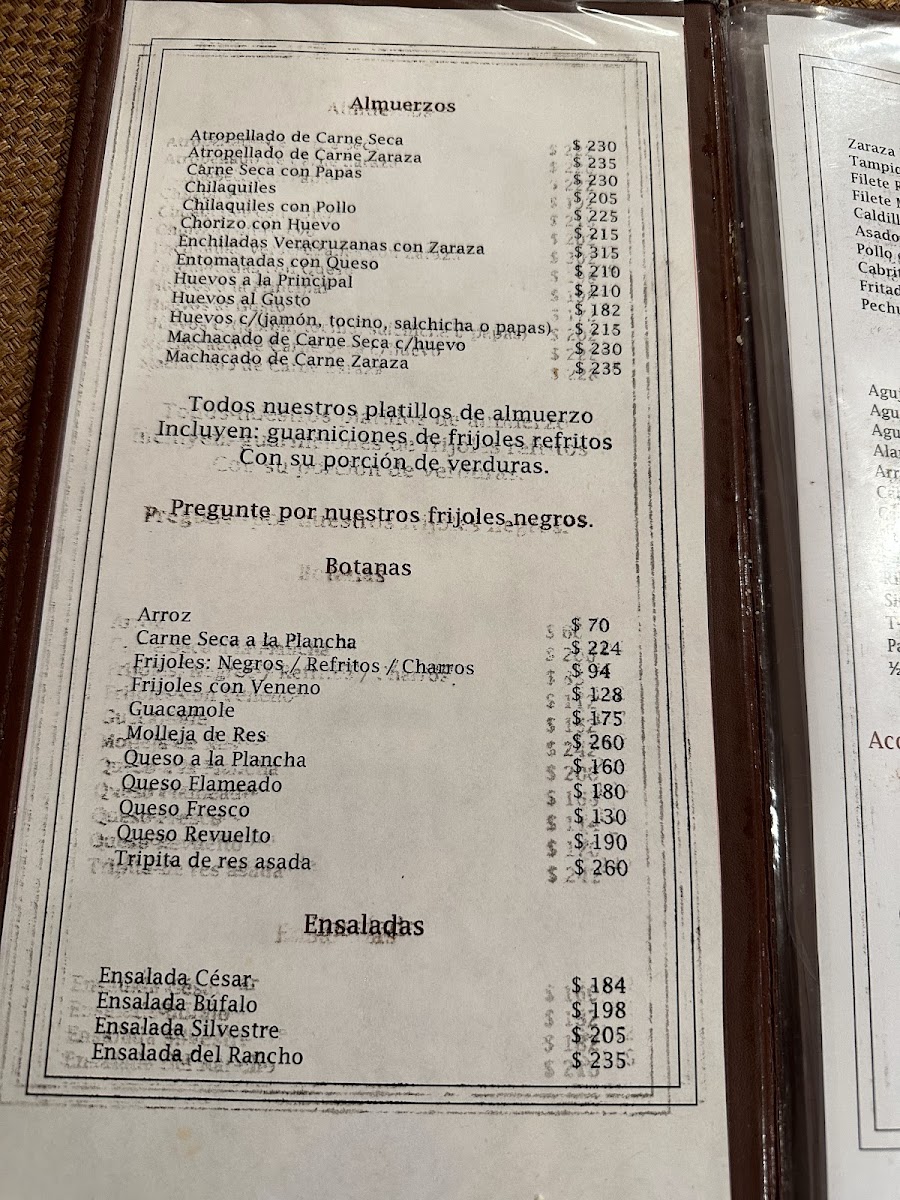 Almuerzos
Atropellado de Carne Seca $ 230
Atropellado de Carne Zaraza $ 235
Carne Seca con Papas $ 230
Chilaquiles $ 205
Chilaquiles con Pollo $ 225
Chorizo con Huevo $ 215
Enchiladas Veracruzanas con Zaraza $ 315
Entomatadas con Queso $ 210
Huevos a la Principal $ 210
Huevos al Gusto $ 182
Huevos c/(jamón, tocino, salchicha o papas) $ 215
Machacado de Carne Seca c/huevo $ 230
Machacado de Carne Zaraza $ 235
Todos nuestros platillos de almuerzo
Incluyen: guarniciones de frijoles refritos
Con su porción de verduras.
Pregunte por nuestros frijoles negros.
Botanas
Arroz $ 70
Carne Seca a la Plancha $ 224
Frijoles: Negros / Refritos / Charros $ 94
Frijoles con Veneno $ 128
Guacamole $ 175
Molleja de Res $ 260
Queso a la Plancha $ 160
Queso Flameado $ 180
Queso Fresco $ 130
Queso Revuelto $ 190
Tripita de res asada $ 260
Ensaladas
Ensalada César $ 184
Ensalada Búfalo $ 198
Ensalada Silvestre $ 205
Ensalada del Rancho $ 235
Zaraza
Filete
Filete
Pollo